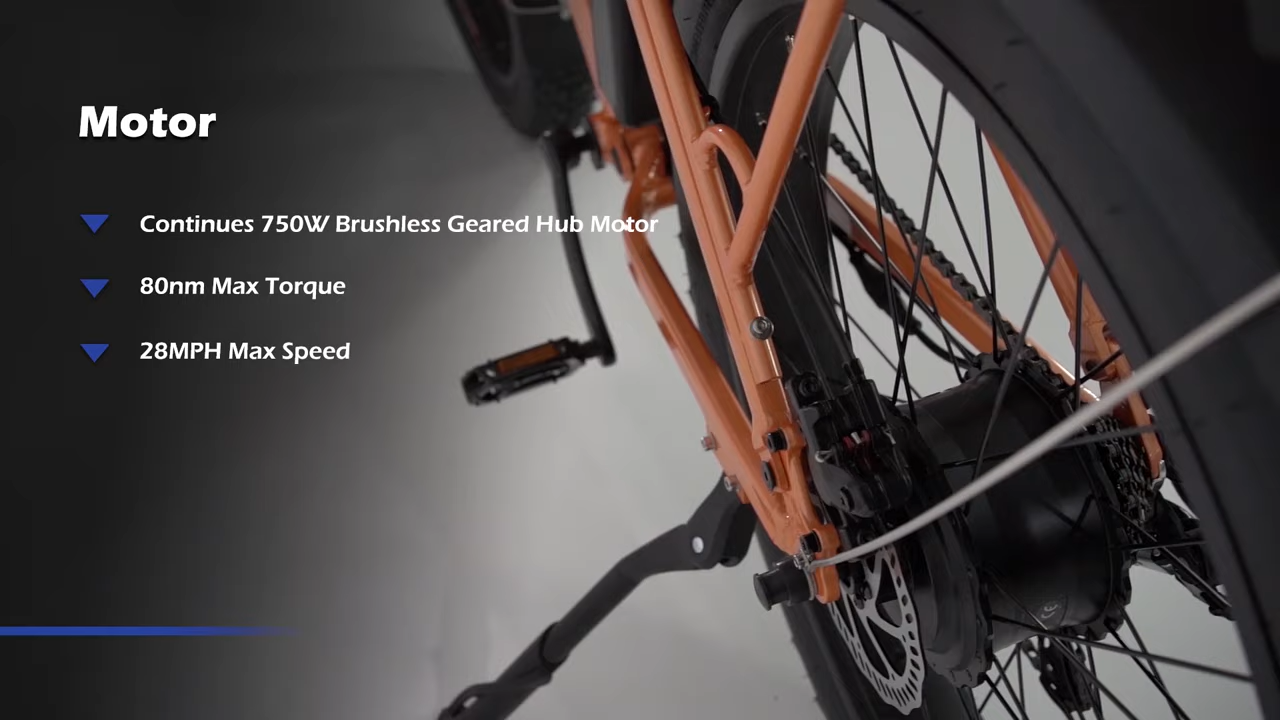 Motor
Continues 750W Brushless Geared Hub Motor
80nm Max Torque
28MPH Max Speed